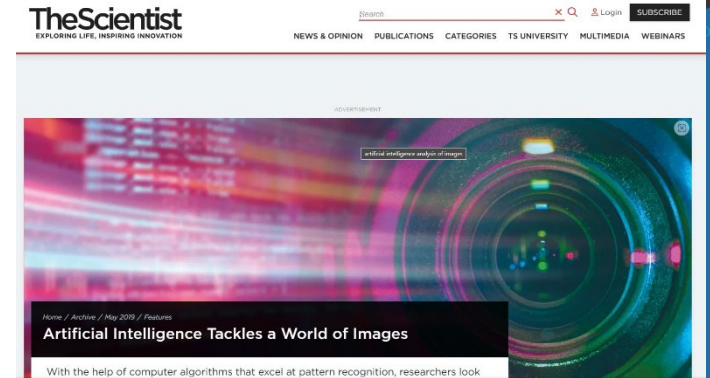 TheScientist
EXPLORING LIFE, INSPIRING INNOVATION
Search
Login
SUBSCRIBE
NEWS & OPINION PUBLICATIONS CATEGORIES TS UNIVERSITY MULTIMEDIA WEBINARS
ADVERTISEMENT
artificial intelligence analysis of images
Home / Archive / May 2019 / Features
Artificial Intelligence Tackles a World of Images
With the help of computer algorithms that excel at pattern recognition, researchers look